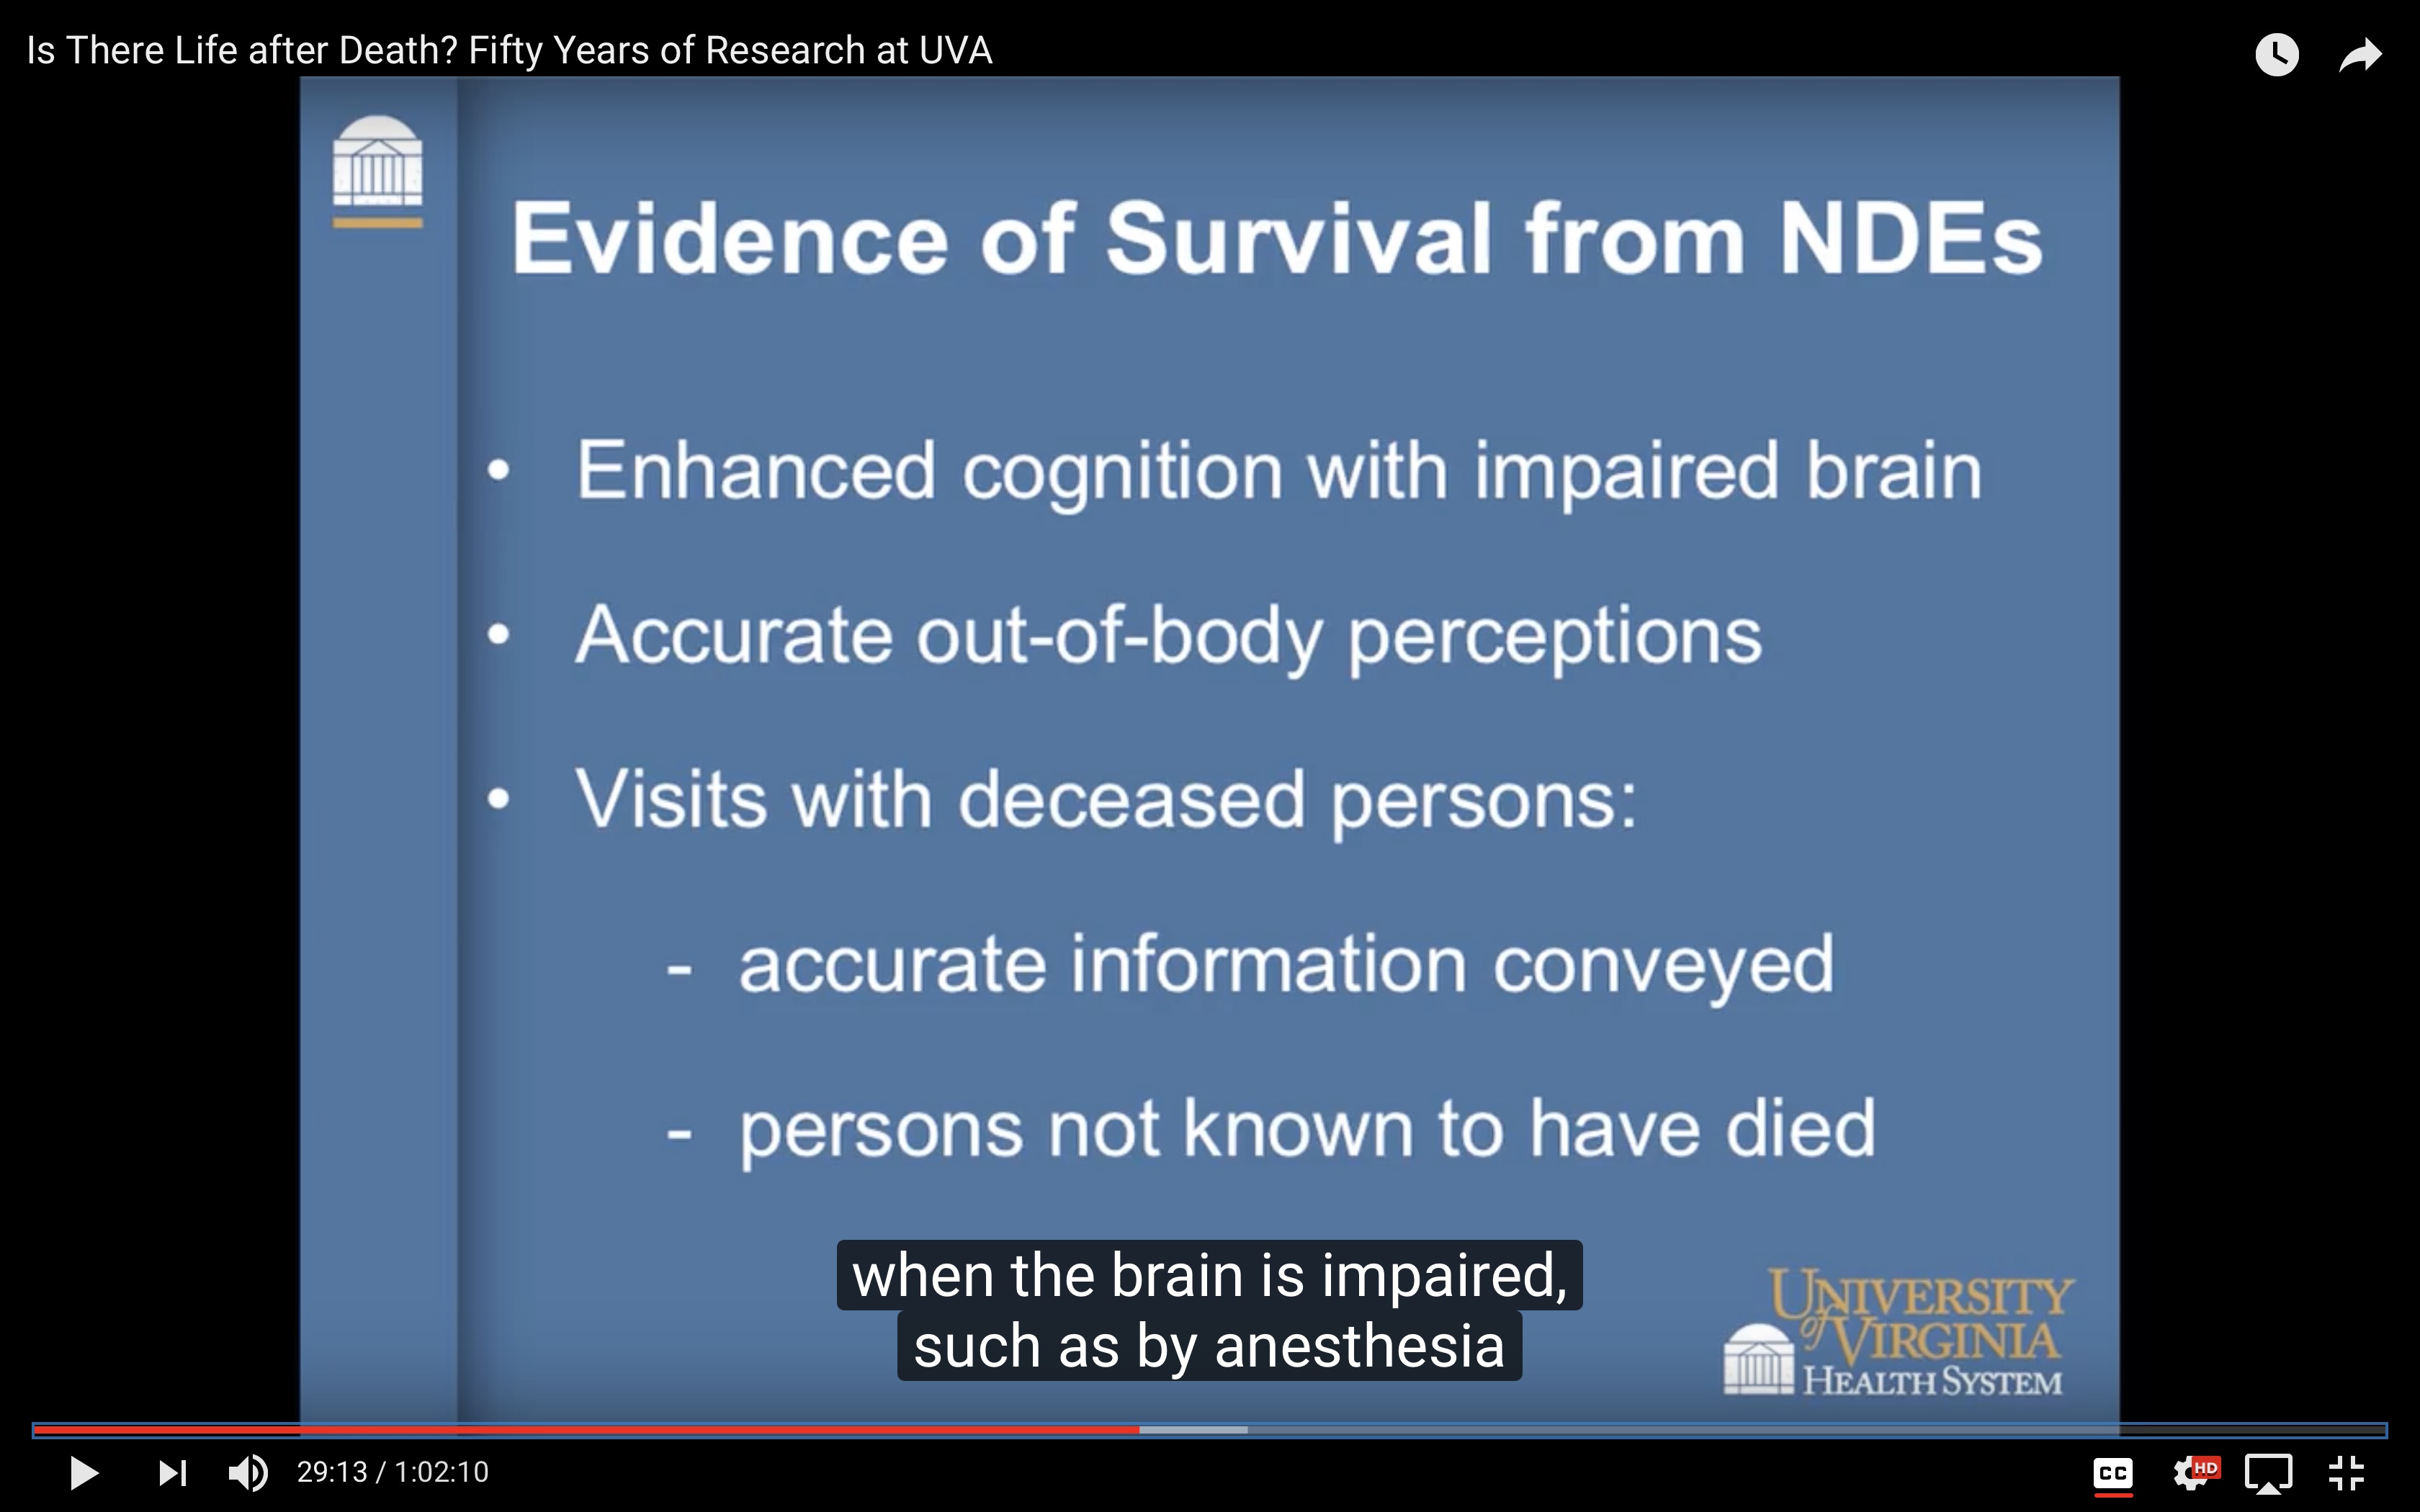 Is There Life after Death? Fifty Years of Research at UVA
Evidence of Survival from NDEs
• Enhanced cognition with impaired brain
• Accurate out-of-body perceptions
• Visits with deceased persons:
- accurate information conveyed
- persons not known to have died
when the brain is impaired,
such as by anesthesia
UNIVERSITY
of VIRGINIA
HEALTH SYSTEM
29:13 / 1:02:10
CC
HD